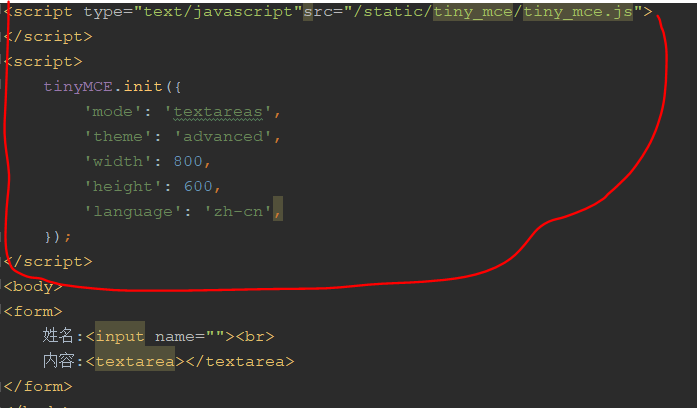 <script type="text/javascript"src="/static/tiny_mce/tiny_mce.js">
</script>
<script>
tinyMCE.init({
'mode': 'textareas',
'theme': 'advanced',
'width': 800,
'height': 600,
'language': 'zh-cn',
});
</script>
<body>
<form>
姓名:<input name=""><br>
内容:<textarea></textarea>
</form>